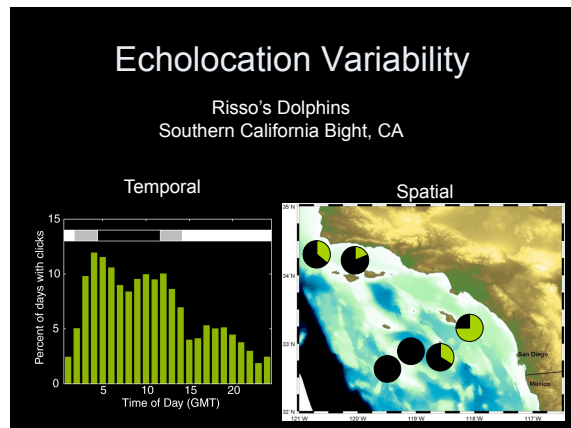 Echolocation Variability
Risso's Dolphins
Southern California Bight, CA
Temporal
Spatial
15
10
5
0
Percent of days with clicks
5
10
15
20
Time of Day (GMT)
35°N
34°N
33°N
32°N
121°W
120°W
119°W
118°W
117°W
San Diego
Mexico